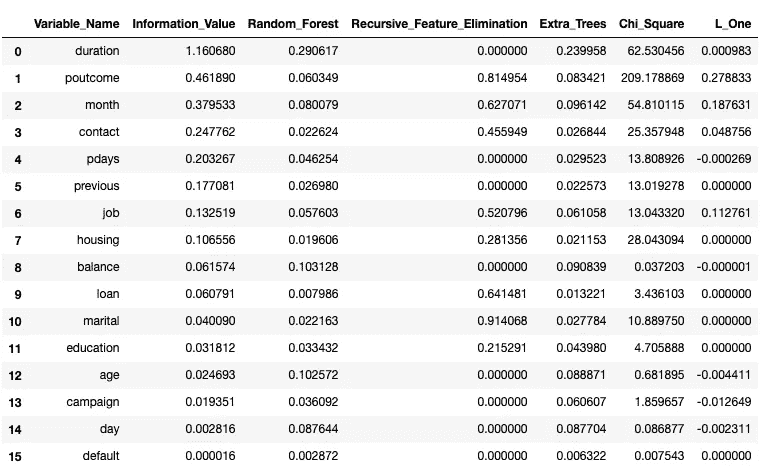 Variable_Name Information_Value Random_Forest Recursive_Feature_Elimination Extra_Trees Chi_Square L_One
0 duration 1.160680 0.290617 0.000000 0.239958 62.530456 0.000983
1 poutcome 0.461890 0.060349 0.814954 0.083421 209.178869 0.278833
2 month 0.379533 0.080079 0.627071 0.096142 54.810115 0.187631
3 contact 0.247762 0.022624 0.455949 0.026844 25.357948 0.048756
4 pdays 0.203267 0.046254 0.000000 0.029523 13.808926 -0.000269
5 previous 0.177081 0.026980 0.000000 0.022573 13.019278 0.000000
6 job 0.132519 0.057603 0.520796 0.061058 13.043320 0.112761
7 housing 0.106556 0.019606 0.281356 0.021153 28.043094 0.000000
8 balance 0.061574 0.103128 0.000000 0.090839 0.037203 -0.000001
9 loan 0.060791 0.007986 0.641481 0.013221 3.436103 0.000000
10 marital 0.040090 0.022163 0.914068 0.027784 10.889750 0.000000
11 education 0.031812 0.033432 0.215291 0.043980 4.705888 0.000000
12 age 0.024693 0.102572 0.000000 0.088871 0.681895 -0.004411
13 campaign 0.019351 0.036092 0.000000 0.060607 1.859657 -0.012649
14 day 0.002816 0.087644 0.000000 0.087704 0.086877 -0.002311
15 default 0.000016 0.002872 0.000000 0.006322 0.007543 0.000000